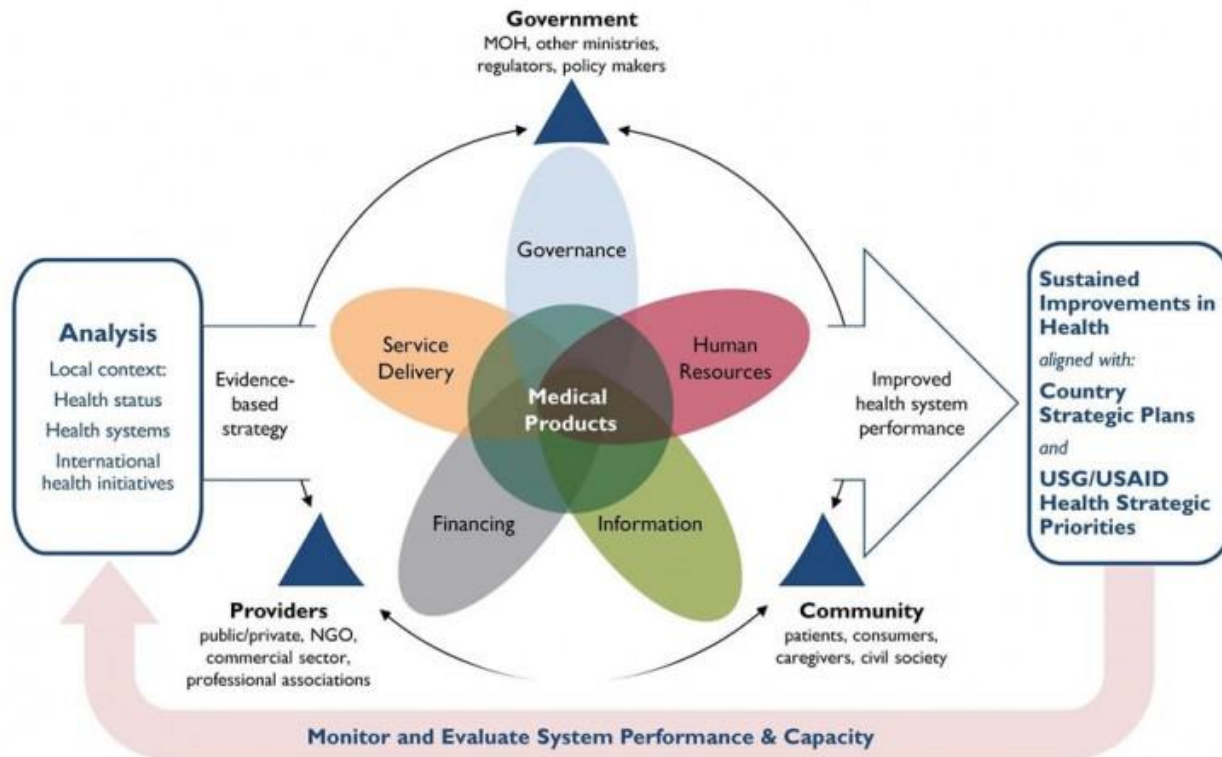 Government
MOH, other ministries,
regulators, policy makers
Governance
Service
Delivery
Human
Resources
Medical
Products
Financing
Information
Analysis
Local context:
Health status
Health systems
International
health initiatives
Evidence-
based
strategy
Improved
health system
performance
Sustained
Improvements in
Health
aligned with:
Country
Strategic Plans
and
USG/USAID
Health Strategic
Priorities
Providers
public/private, NGO,
commercial sector,
professional associations
Community
patients, consumers,
caregivers, civil society
Monitor and Evaluate System Performance & Capacity